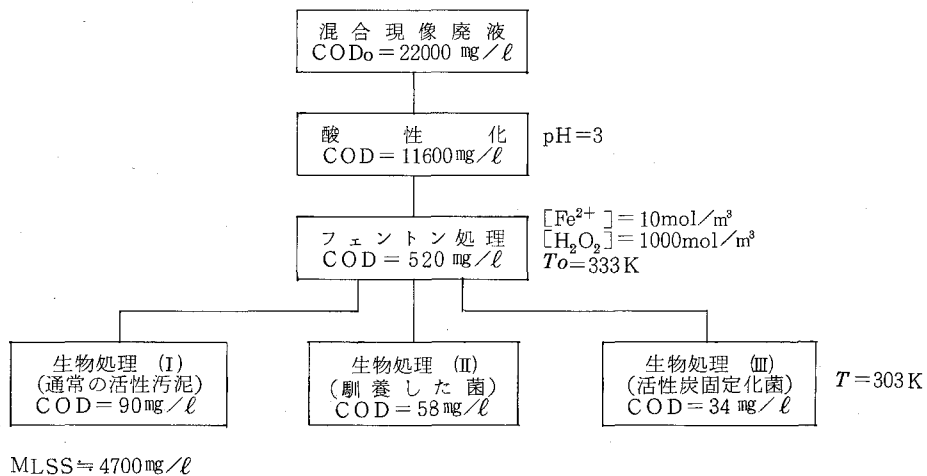 混合現像廃液
CODo＝22000 mg/ℓ
酸性化
COD＝11600 mg/ℓ
pH＝3
フェントン処理
COD＝520 mg/ℓ
[Fe²⁺]＝10mol/m³
[H₂O₂]＝1000mol/m³
To＝333K
生物処理 (I)
(通常の活性汚泥)
COD＝90mg/ℓ
生物処理 (II)
(馴養した菌)
COD＝58mg/ℓ
生物処理 (III)
(活性炭固定化菌)
COD＝34 mg/ℓ
T＝303K
MLSS≒4700mg/ℓ